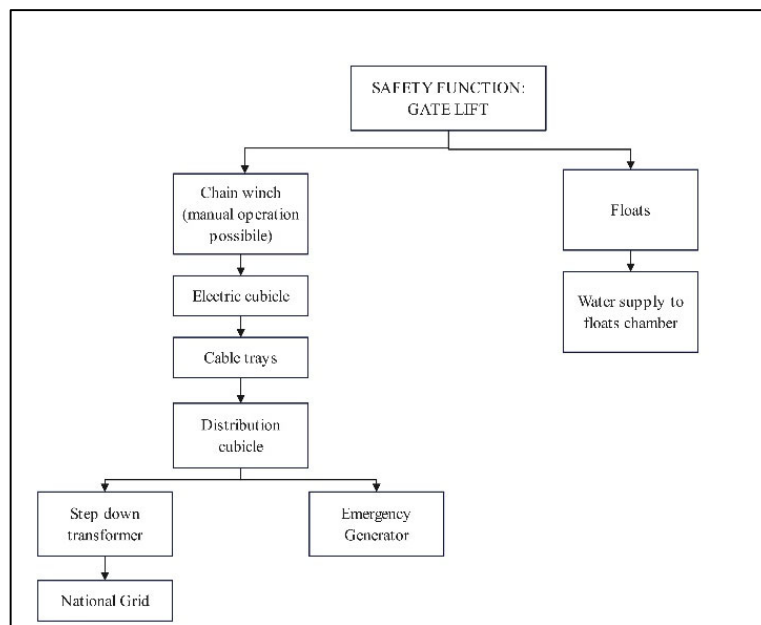 SAFETY FUNCTION:
GATE LIFT
Chain winch
(manual operation
possibile)
Floats
Electric cubicle
Water supply to
floats chamber
Cable trays
Distribution
cubicle
Step down
transformer
Emergency
Generator
National Grid